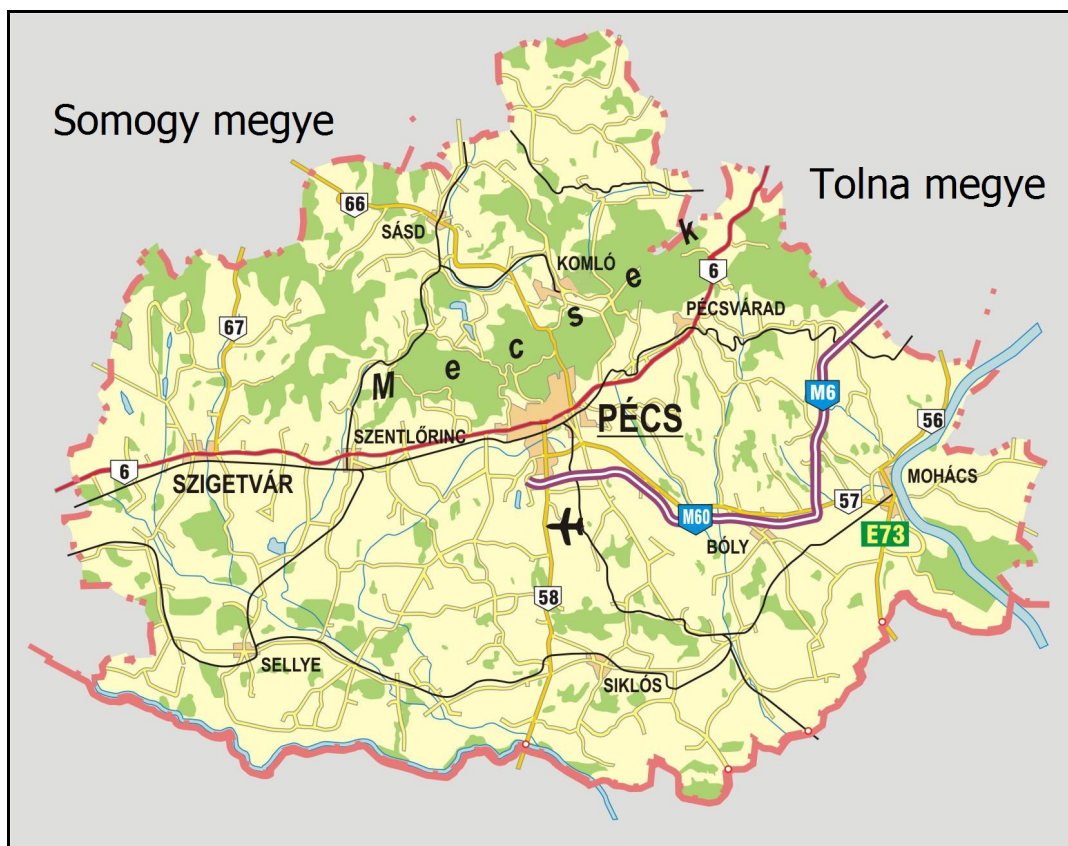 Somogy megye
Tolna megye
66
SÁSD
KOMLÓ
6
67
PÉCSVÁRAD
Mecsek
M6
56
PÉCS
SZENTLŐRINC
6
SZIGETVÁR
MOHÁCS
57
M60
BÓLY
E73
58
SELLYE
SIKLÓS